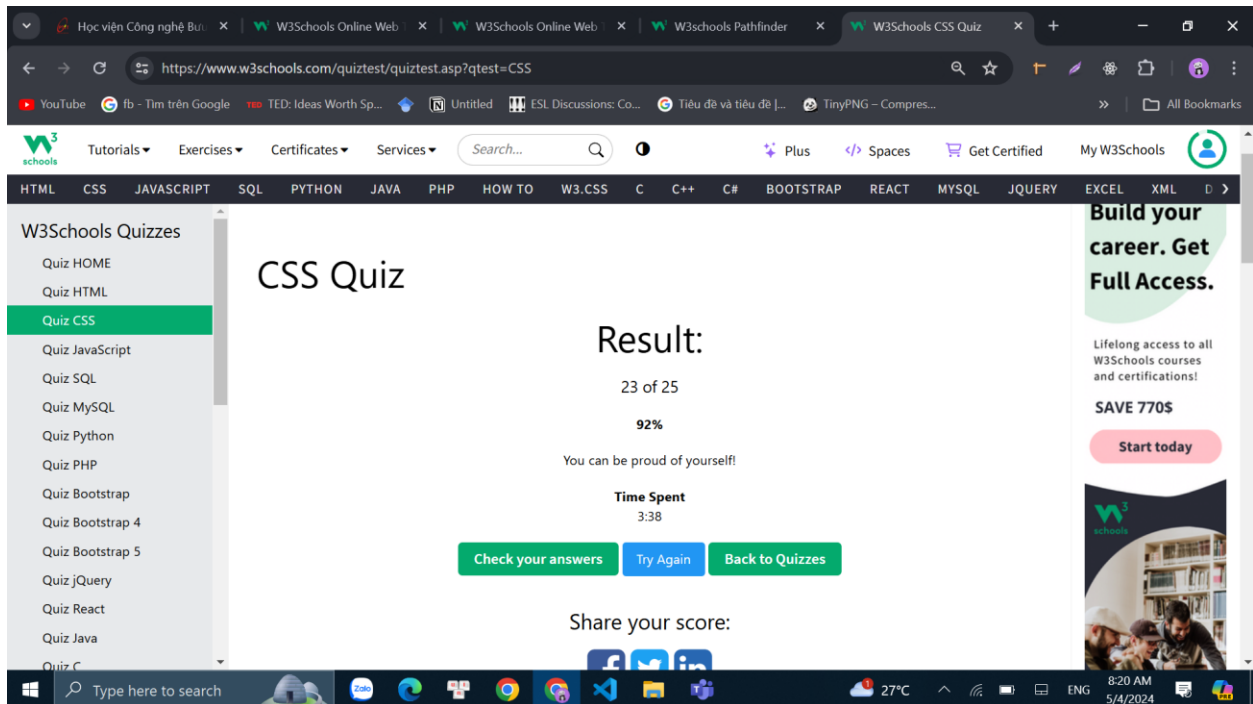 Học viện Công nghệ Bưu
W3Schools Online Web
W3Schools Online Web
W3schools Pathfinder
W3Schools CSS Quiz
https://www.w3schools.com/quiztest/quiztest.asp?qtest=CSS
YouTube
fb - Tìm trên Google
TED: Ideas Worth Sp...
Untitled
ESL Discussions: Co...
Tiêu đề và tiêu đề |...
TinyPNG – Compres...
All Bookmarks
W3
schools
Tutorials
Exercises
Certificates
Services
Search...
Plus
Spaces
Get Certified
My W3Schools
HTML CSS JAVASCRIPT SQL PYTHON JAVA PHP HOW TO W3.CSS C C++ C# BOOTSTRAP REACT MYSQL JQUERY EXCEL XML D
W3Schools Quizzes
Quiz HOME
Quiz HTML
Quiz CSS
Quiz JavaScript
Quiz SQL
Quiz MySQL
Quiz Python
Quiz PHP
Quiz Bootstrap
Quiz Bootstrap 4
Quiz Bootstrap 5
Quiz jQuery
Quiz React
Quiz Java
Quiz C
CSS Quiz
Result:
23 of 25
92%
You can be proud of yourself!
Time Spent
3:38
Check your answers
Try Again
Back to Quizzes
Share your score:
Build your
career. Get
Full Access.
Lifelong access to all
W3Schools courses
and certifications!
SAVE 770$
Start today
W3
schools
Type here to search
Zalo
27°C
ENG
8:20 AM
5/4/2024
PRE